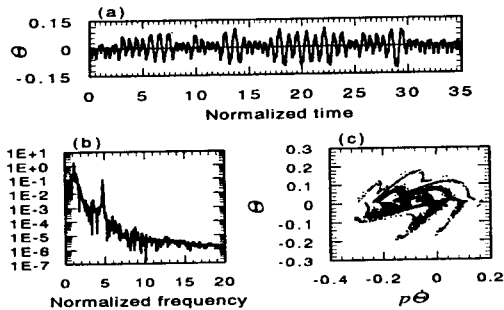 (a)
0.15
0
-0.15
Θ
0 5 10 15 20 25 30 35
Normalized time
(b)
1E+1
1E+0
1E-1
1E-2
1E-3
1E-4
1E-5
1E-6
1E-7
0 5 10 15 20
Normalized frequency
(c)
0.3
0.2
0.1
0
-0.1
-0.2
-0.3
Θ
-0.4 -0.2 0 0.2
pΘ̇